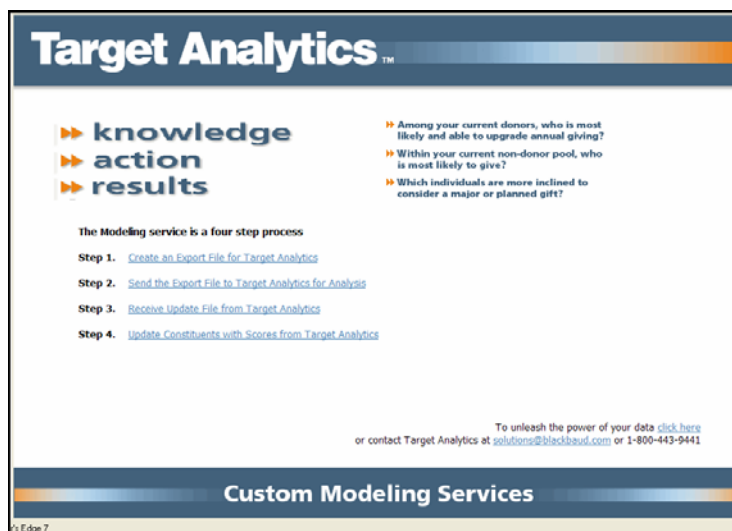 Target Analytics™
knowledge
action
results
Among your current donors, who is most
likely and able to upgrade annual giving?
Within your current non-donor pool, who
is most likely to give?
Which individuals are more inclined to
consider a major or planned gift?
The Modeling service is a four step process
Step 1. Create an Export File for Target Analytics
Step 2. Send the Export File to Target Analytics for Analysis
Step 3. Receive Update File from Target Analytics
Step 4. Update Constituents with Scores from Target Analytics
To unleash the power of your data click here
or contact Target Analytics at solutions@blackbaud.com or 1-800-443-9441
Custom Modeling Services
's Edge 7